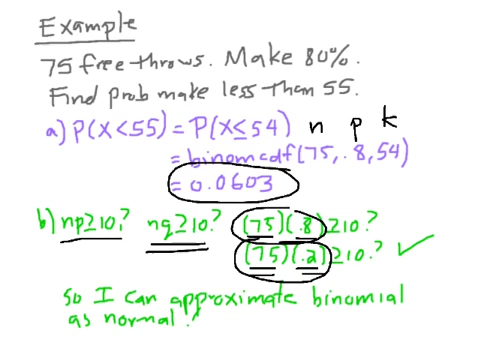 Example
75 free throws. Make 80%.
Find prob make less than 55.
a) P(X<55) = P(X≤54) n p k
= binomcdf(75, .8, 54)
= 0.0603
b) np≥10? nq≥10? (75)(.8)≥10?
(75)(.2)≥10? ✓
So I can approximate binomial
as normal!